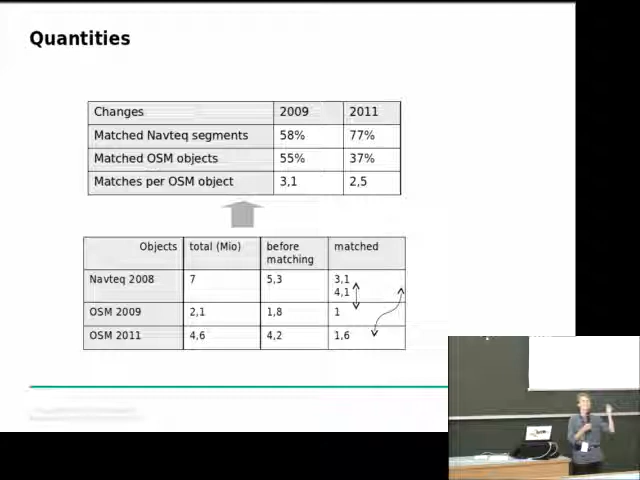 Quantities
Changes 2009 2011
Matched Navteq segments 58% 77%
Matched OSM objects 55% 37%
Matches per OSM object 3,1 2,5
Objects total (Mio) before matching matched
Navteq 2008 7 5,3 3,1
4,1
OSM 2009 2,1 1,8 1
OSM 2011 4,6 4,2 1,6